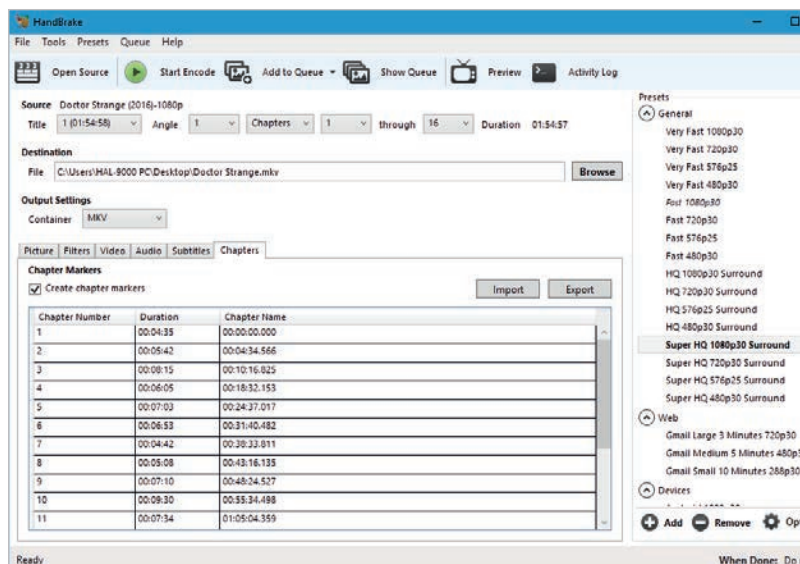 HandBrake
File Tools Presets Queue Help
Open Source Start Encode Add to Queue Show Queue Preview Activity Log
Source Doctor Strange (2016)-1080p
Title 1 (01:54:58) Angle 1 Chapters 1 through 16 Duration 01:54:57
Destination
File C:\Users\HAL-9000 PC\Desktop\Doctor Strange.mkv Browse
Output Settings
Container MKV
Picture Filters Video Audio Subtitles Chapters
Chapter Markers
Create chapter markers Import Export
Chapter Number Duration Chapter Name
1 00:04:35 00:00:00.000
2 00:05:42 00:04:34.566
3 00:08:15 00:10:16.825
4 00:06:05 00:18:32.153
5 00:07:03 00:24:37.017
6 00:06:53 00:31:40.482
7 00:04:42 00:38:33.811
8 00:05:08 00:43:16.135
9 00:07:10 00:48:24.527
10 00:09:30 00:55:34.498
11 00:07:34 01:05:04.359
Presets
General
Very Fast 1080p30
Very Fast 720p30
Very Fast 576p25
Very Fast 480p30
Fast 1080p30
Fast 720p30
Fast 576p25
Fast 480p30
HQ 1080p30 Surround
HQ 720p30 Surround
HQ 576p25 Surround
HQ 480p30 Surround
Super HQ 1080p30 Surround
Super HQ 720p30 Surround
Super HQ 576p25 Surround
Super HQ 480p30 Surround
Web
Gmail Large 3 Minutes 720p30
Gmail Medium 5 Minutes 480p3
Gmail Small 10 Minutes 288p30
Devices
Add Remove Op
Ready When Done: Do